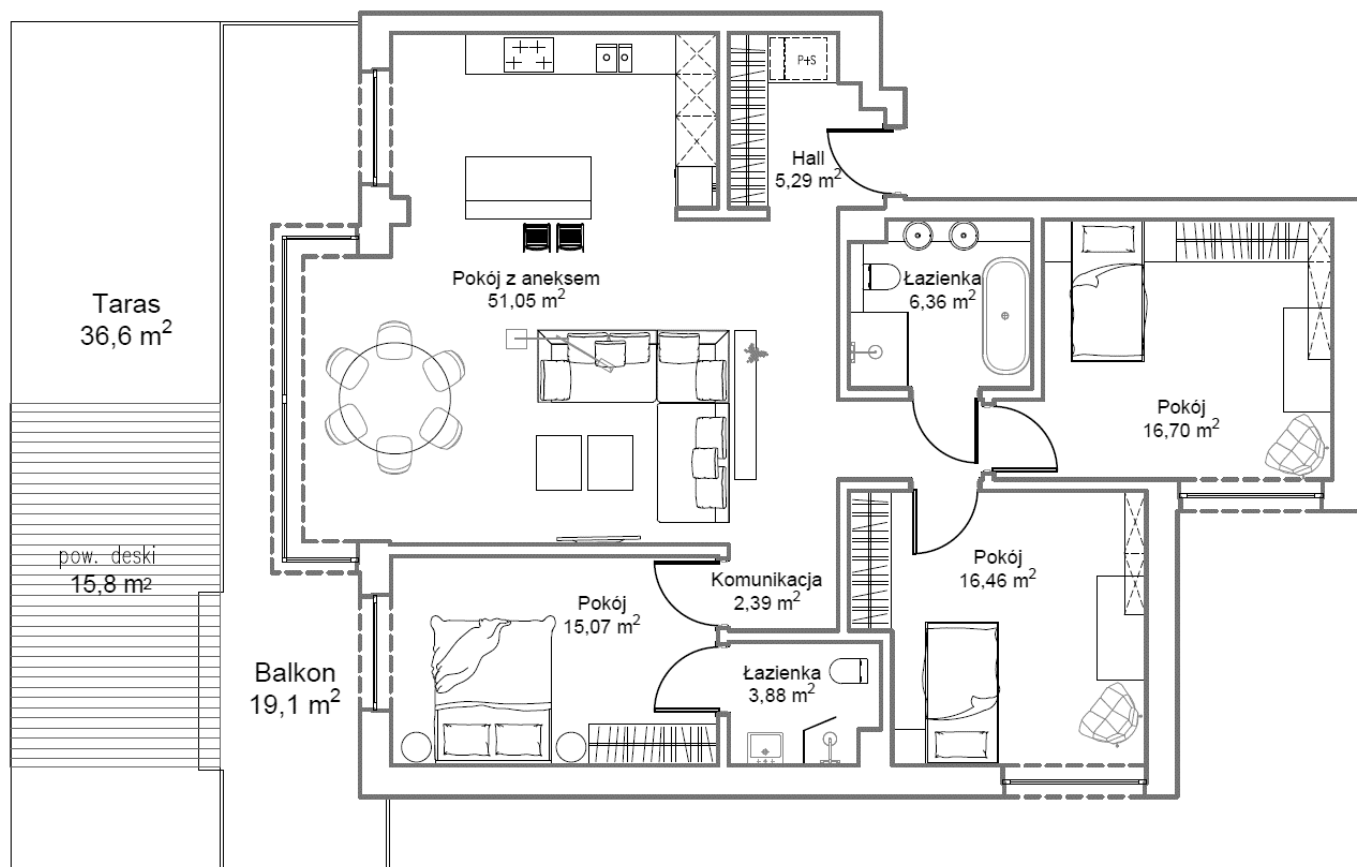 P+S
Hall
5,29 m²
Pokój z aneksem
51,05 m²
Łazienka
6,36 m²
Taras
36,6 m²
Pokój
16,70 m²
pow. deski
15,8 m²
Pokój
16,46 m²
Komunikacja
2,39 m²
Pokój
15,07 m²
Balkon
19,1 m²
Łazienka
3,88 m²